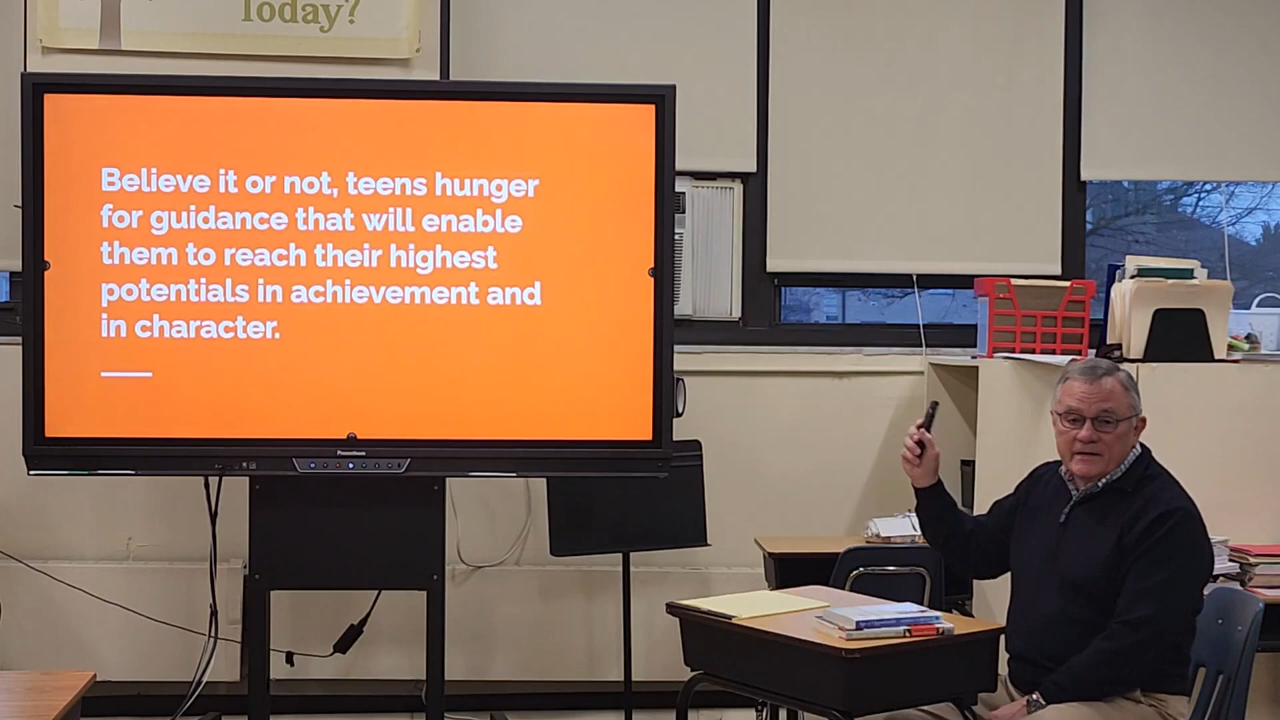 Today?
Believe it or not, teens hunger
for guidance that will enable
them to reach their highest
potentials in achievement and
in character.
Promethean